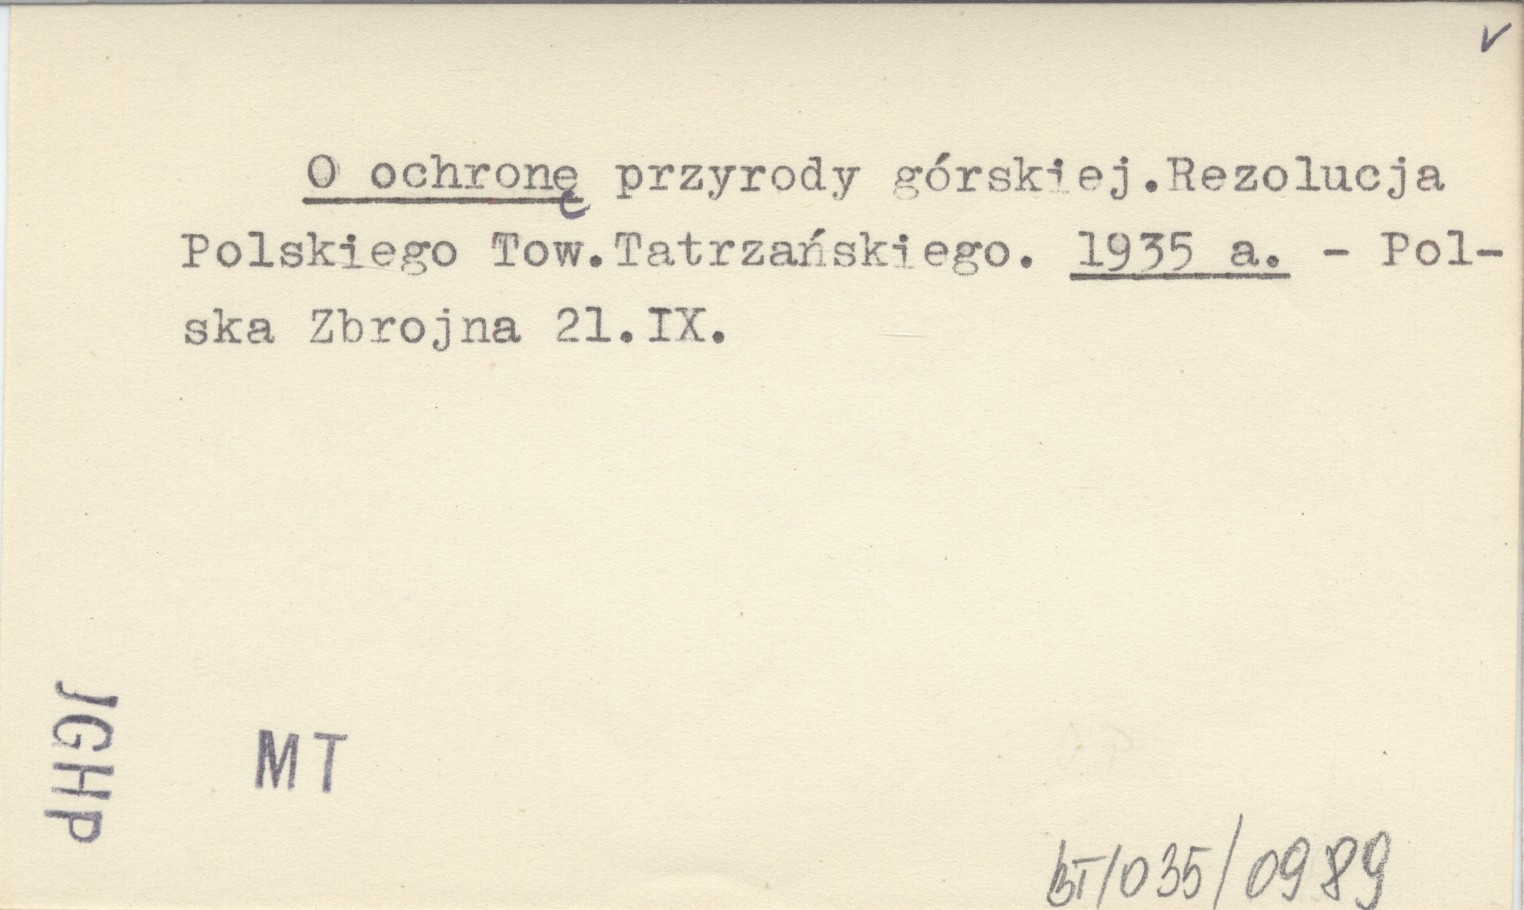 O ochronę przyrody górskiej.Rezolucja
Polskiego Tow.Tatrzańskiego. 1935 a. - Pol-
ska Zbrojna 21.IX.
JGHP
MT
BT/035/0989